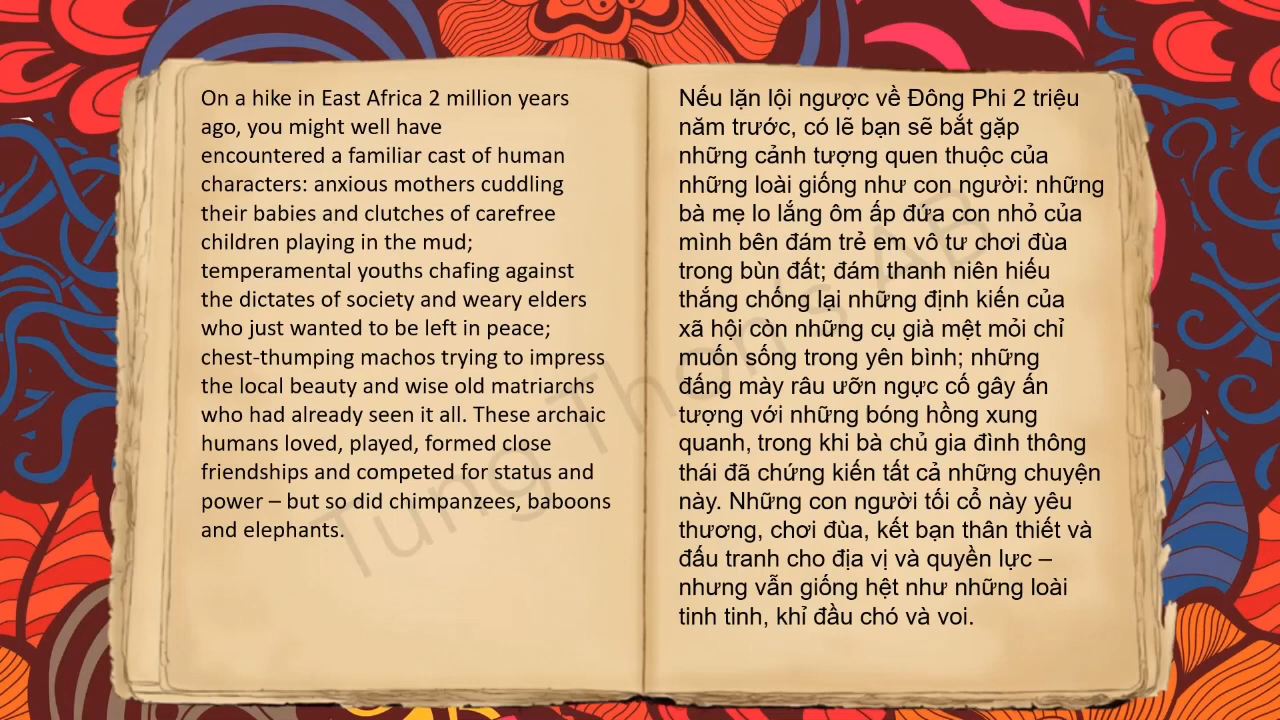 On a hike in East Africa 2 million years
ago, you might well have
encountered a familiar cast of human
characters: anxious mothers cuddling
their babies and clutches of carefree
children playing in the mud;
temperamental youths chafing against
the dictates of society and weary elders
who just wanted to be left in peace;
chest-thumping machos trying to impress
the local beauty and wise old matriarchs
who had already seen it all. These archaic
humans loved, played, formed close
friendships and competed for status and
power – but so did chimpanzees, baboons
and elephants.
Nếu lặn lội ngược về Đông Phi 2 triệu
năm trước, có lẽ bạn sẽ bắt gặp
những cảnh tượng quen thuộc của
những loài giống như con người: những
bà mẹ lo lắng ôm ấp đứa con nhỏ của
mình bên đám trẻ em vô tư chơi đùa
trong bùn đất; đám thanh niên hiếu
thắng chống lại những định kiến của
xã hội còn những cụ già mệt mỏi chỉ
muốn sống trong yên bình; những
đấng mày râu ưỡn ngực cố gây ấn
tượng với những bóng hồng xung
quanh, trong khi bà chủ gia đình thông
thái đã chứng kiến tất cả những chuyện
này. Những con người tối cổ này yêu
thương, chơi đùa, kết bạn thân thiết và
đấu tranh cho địa vị và quyền lực –
nhưng vẫn giống hệt như những loài
tinh tinh, khỉ đầu chó và voi.
Tung Thon's AB